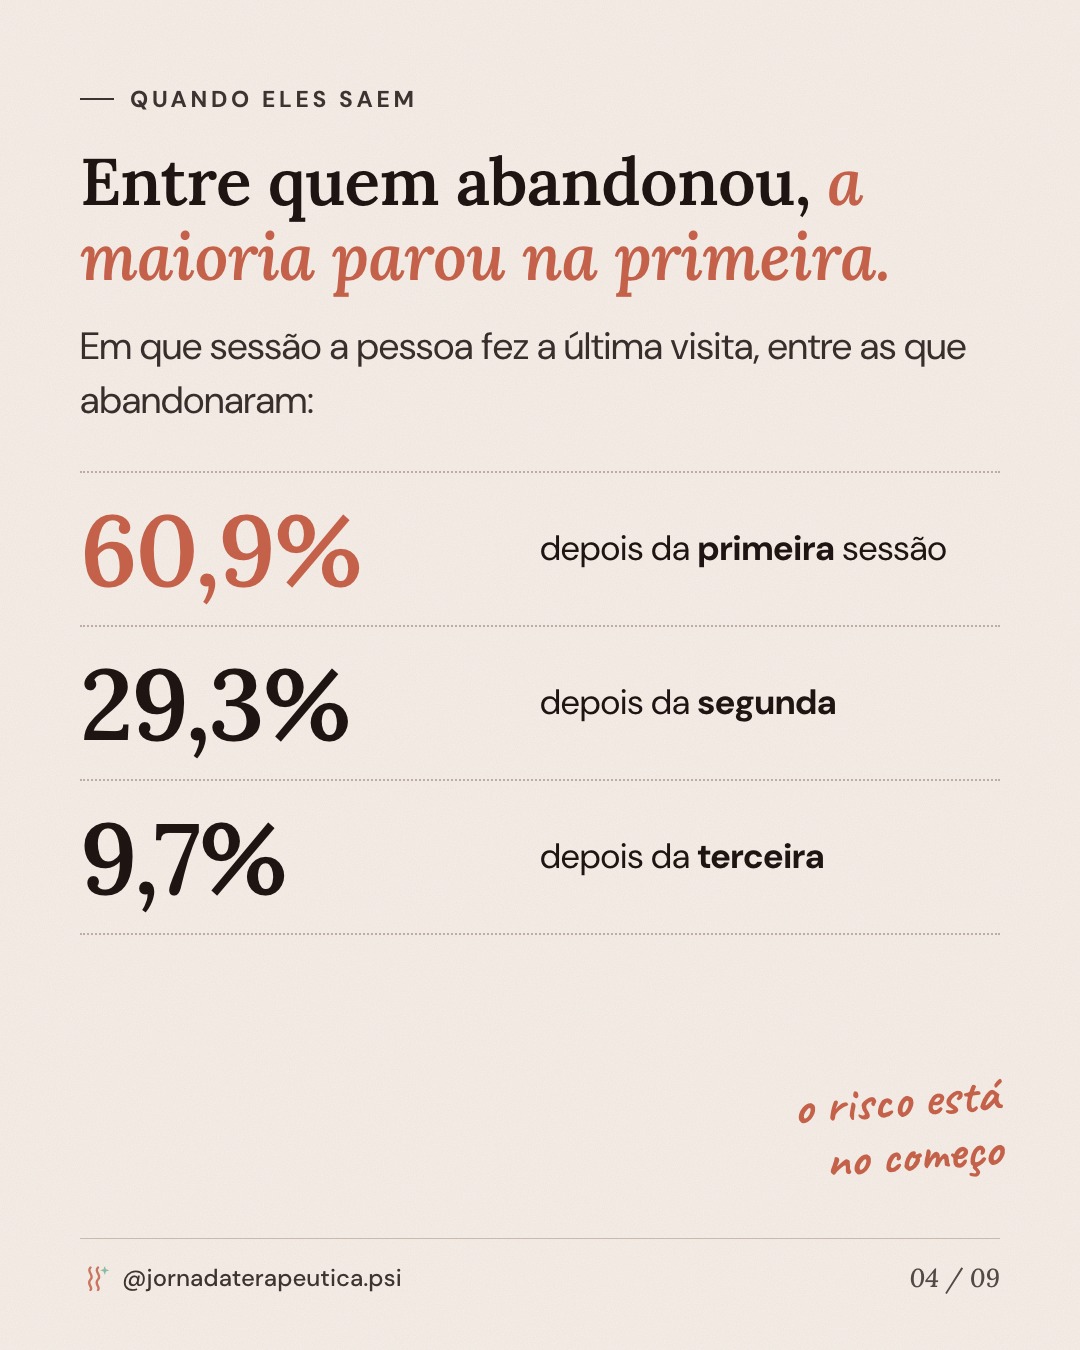 QUANDO ELES SAEM
Entre quem abandonou, a
maioria parou na primeira.
Em que sessão a pessoa fez a última visita, entre as que
abandonaram:
60,9% depois da primeira sessão
29,3% depois da segunda
9,7% depois da terceira
o risco está
no começo
@jornadaterapeutica.psi 04 / 09